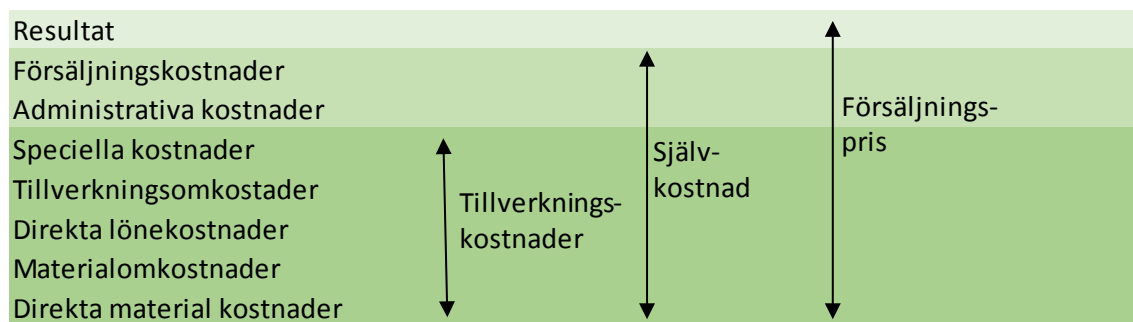 Resultat
Försäljningskostnader
Administrativa kostnader
Speciella kostnader
Tillverkningsomkostader
Direkta lönekostnader
Materialomkostnader
Direkta material kostnader
Tillverknings-
kostnader
Själv-
kostnad
Försäljnings-
pris